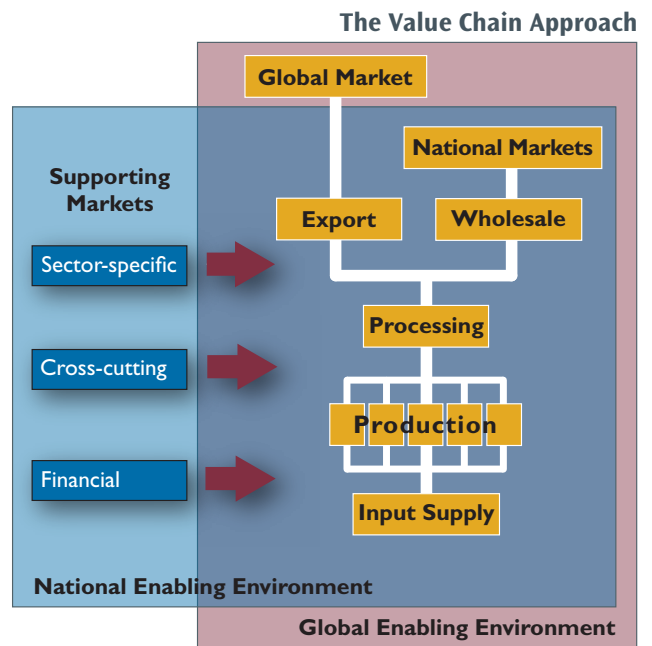 The Value Chain Approach
Global Market
National Markets
Supporting
Markets
Export
Wholesale
Sector-specific
Processing
Cross-cutting
Production
Financial
Input Supply
National Enabling Environment
Global Enabling Environment